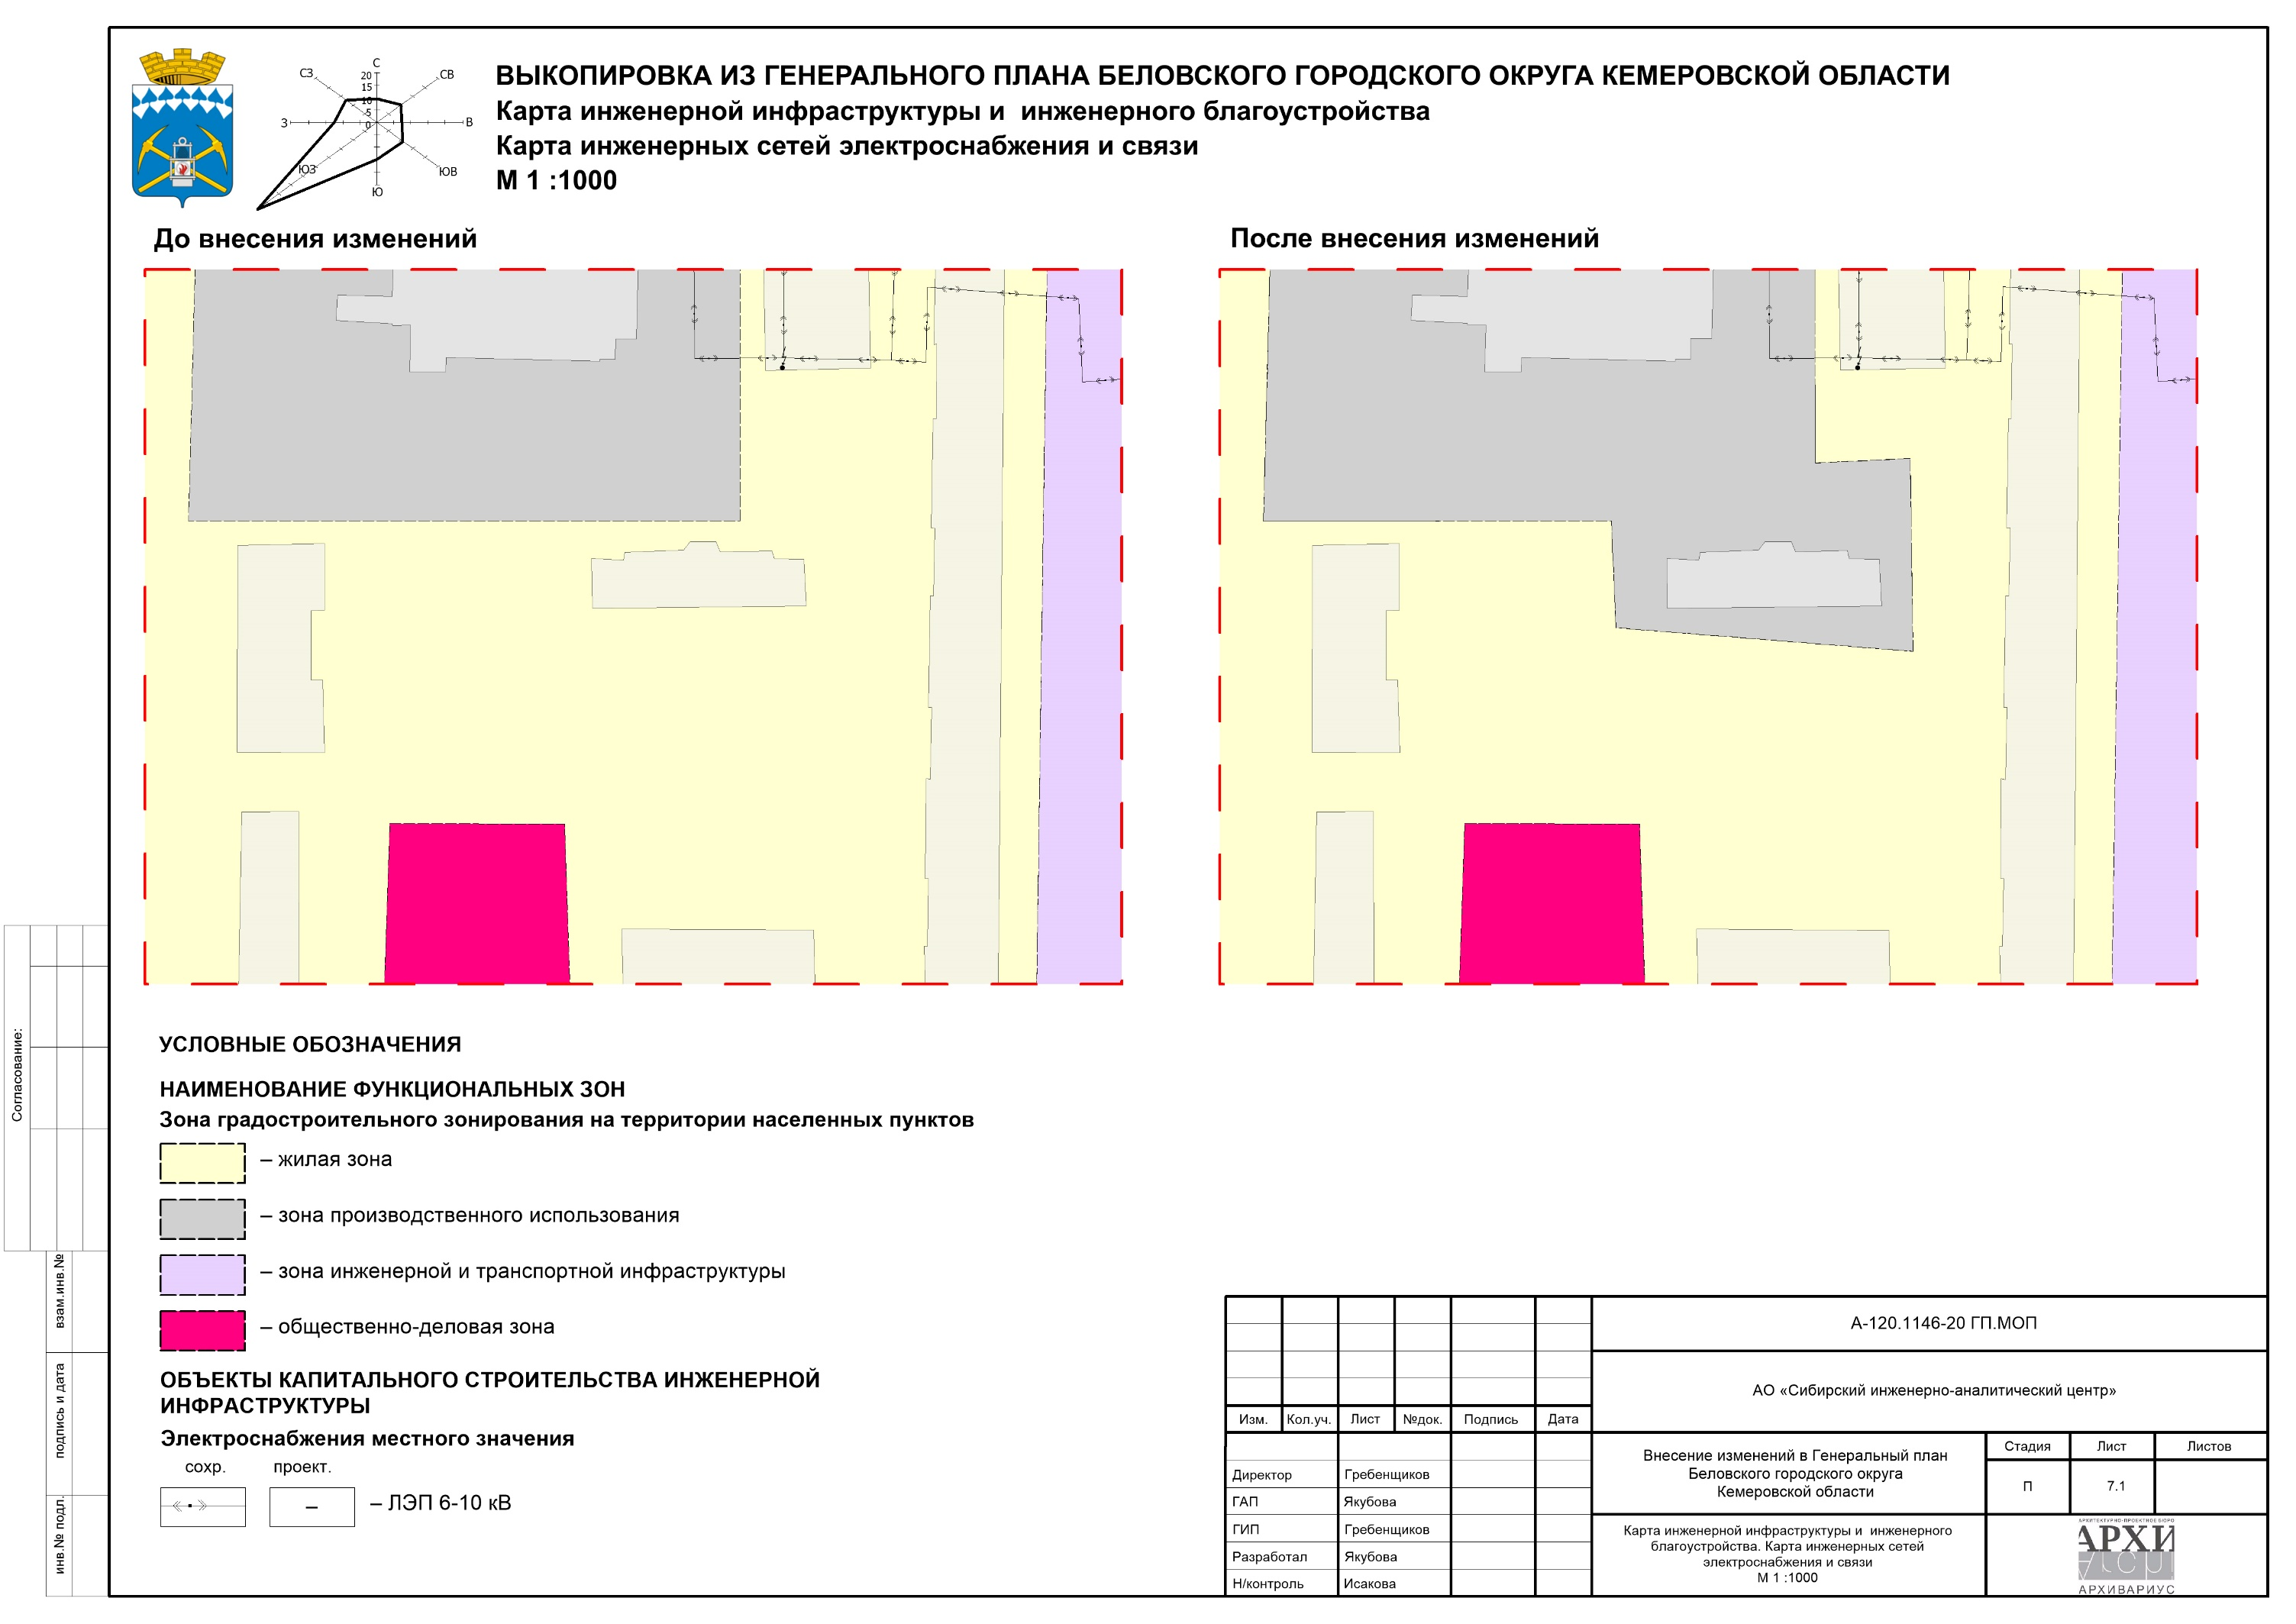 ВЫКОПИРОВКА ИЗ ГЕНЕРАЛЬНОГО ПЛАНА БЕЛОВСКОГО ГОРОДСКОГО ОКРУГА КЕМЕРОВСКОЙ ОБЛАСТИ
Карта инженерной инфраструктуры и  инженерного благоустройства
Карта инженерных сетей электроснабжения и связи
М 1 :1000
С
СВ
В
ЮВ
Ю
ЮЗ
З
СЗ
20
15
10
5
0
До внесения изменений
После внесения изменений
УСЛОВНЫЕ ОБОЗНАЧЕНИЯ
НАИМЕНОВАНИЕ ФУНКЦИОНАЛЬНЫХ ЗОН
Зона градостроительного зонирования на территории населенных пунктов
– жилая зона
– зона производственного использования
– зона инженерной и транспортной инфраструктуры
– общественно-деловая зона
ОБЪЕКТЫ КАПИТАЛЬНОГО СТРОИТЕЛЬСТВА ИНЖЕНЕРНОЙ
ИНФРАСТРУКТУРЫ
Электроснабжения местного значения
сохр. проект.
– ЛЭП 6-10 кВ
Согласование:
взам.инв.№
подпись и дата
инв.№ подл.
А-120.1146-20 ГП.МОП
АО «Сибирский инженерно-аналитический центр»
Изм. Кол.уч. Лист №док. Подпись Дата
Внесение изменений в Генеральный план
Беловского городского округа
Кемеровской области
Стадия Лист Листов
П 7.1
Директор Гребенщиков
ГАП Якубова
ГИП Гребенщиков
Разработал Якубова
Н/контроль Исакова
Карта инженерной инфраструктуры и  инженерного
благоустройства. Карта инженерных сетей
электроснабжения и связи
М 1 :1000
АРХИТЕКТУРНО-ПРОЕКТНОЕ БЮРО
АРХИ
АРХИВАРИУС